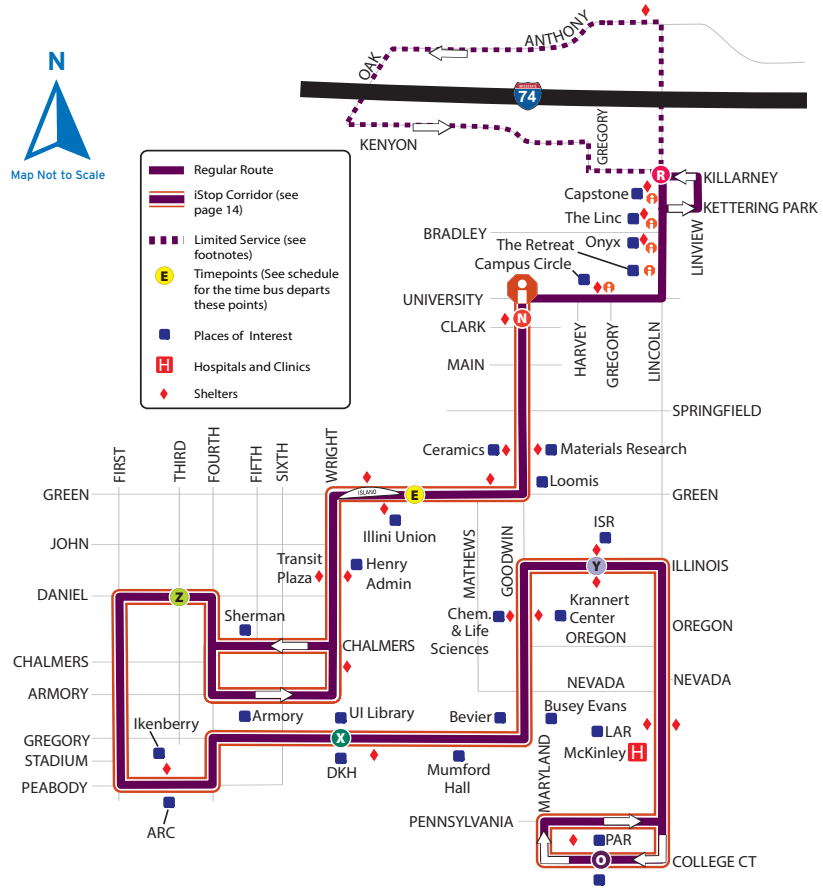 ANTHONY
OAK
N
INTERSTATE
74
Map Not to Scale
KENYON
GREGORY
Regular Route
iStop Corridor (see
page 14)
Limited Service (see
footnotes)
E
Timepoints (See schedule
for the time bus departs
these points)
Places of Interest
H
Hospitals and Clinics
Shelters
R
KILLARNEY
Capstone
KETTERING PARK
The Linc
BRADLEY
Onyx
The Retreat
LINVIEW
Campus Circle
UNIVERSITY
N
CLARK
HARVEY
GREGORY
LINCOLN
MAIN
SPRINGFIELD
FIRST
THIRD
FOURTH
FIFTH
SIXTH
WRIGHT
Ceramics
Materials Research
Loomis
GREEN
ISLAND
E
GREEN
Illini Union
ISR
JOHN
MATHEWS
GOODWIN
Transit
Plaza
Henry
Admin
Y
ILLINOIS
DANIEL
Z
Sherman
Chem.
& Life
Sciences
Krannert
Center
OREGON
OREGON
CHALMERS
CHALMERS
NEVADA
NEVADA
ARMORY
Armory
UI Library
Bevier
Busey Evans
Ikenberry
LAR
GREGORY
X
STADIUM
McKinley
H
DKH
Mumford
Hall
MARYLAND
PEABODY
ARC
PENNSYLVANIA
PAR
O
COLLEGE CT